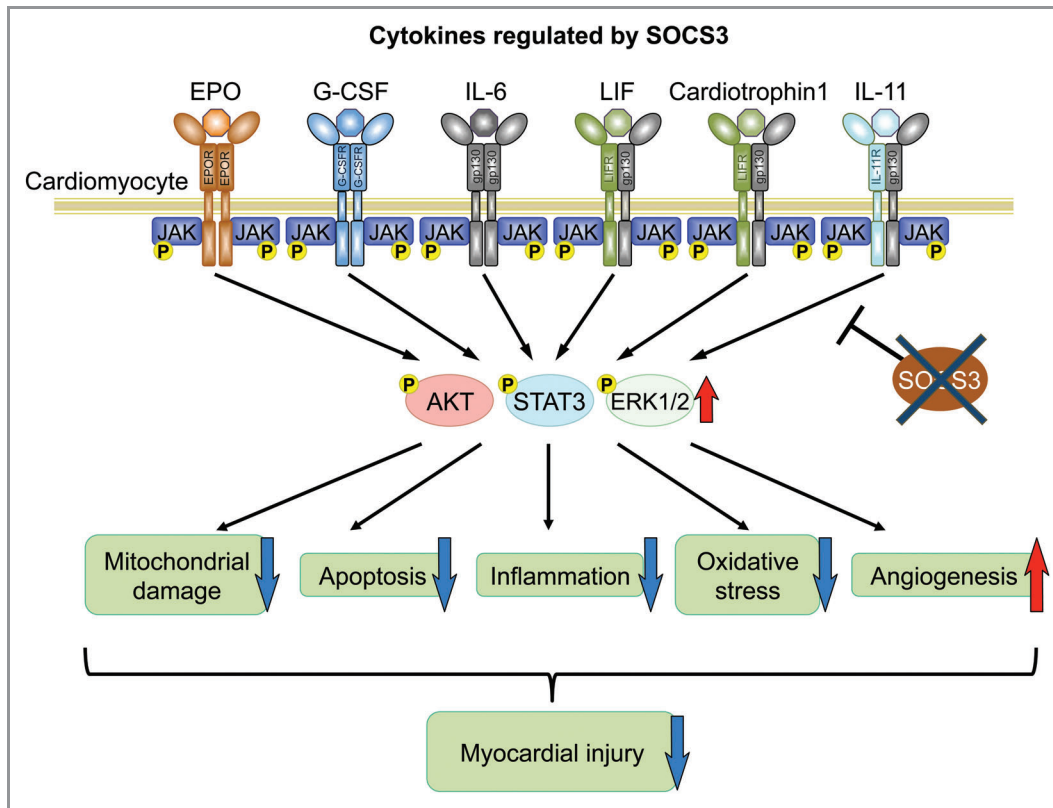 Cytokines regulated by SOCS3
EPO G-CSF IL-6 LIF Cardiotrophin1 IL-11
EPOR EPOR G-CSFR G-CSFR gp130 gp130 LIFR gp130 LIFR gp130 IL-11R gp130
Cardiomyocyte
JAK JAK JAK JAK JAK JAK JAK JAK JAK JAK JAK JAK
P P P P P P P P P P P P
SOCS3
P P P
AKT STAT3 ERK1/2
Mitochondrial
damage
Apoptosis
Inflammation
Oxidative
stress
Angiogenesis
Myocardial injury